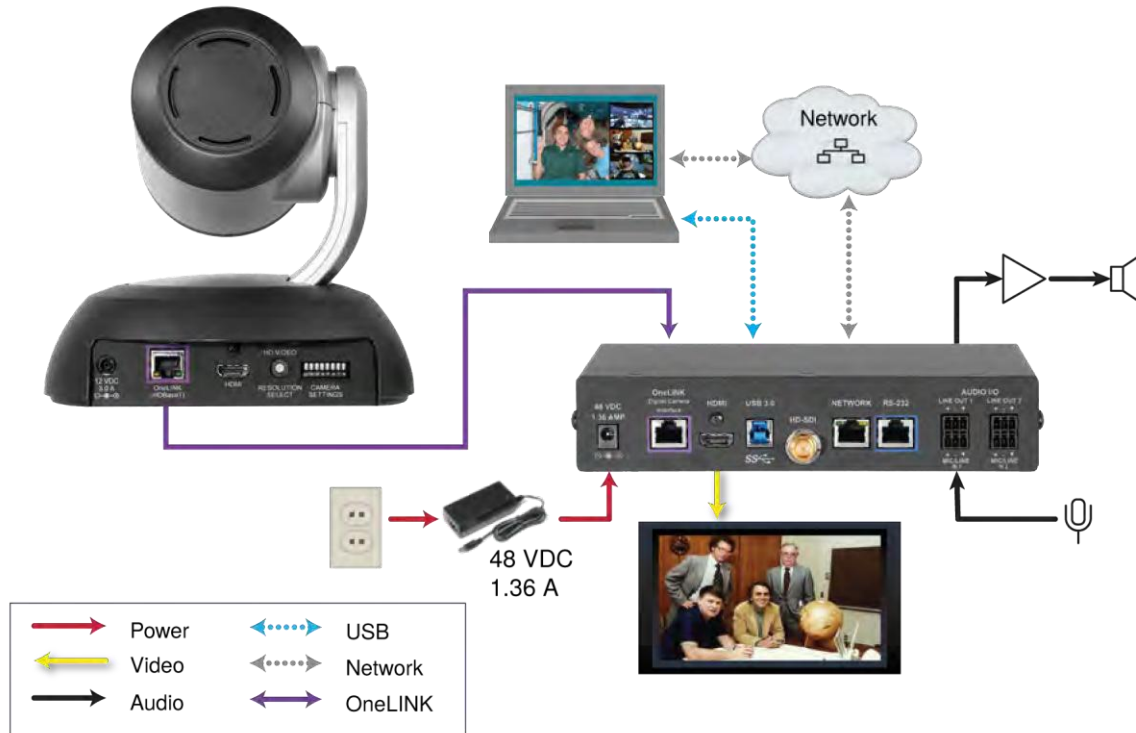 Network
12 VDC
3.0 A
OneLINK
(HDBaseT)
HDMI
HD VIDEO
RESOLUTION
SELECT
CAMERA
SETTINGS
48 VDC
1.36 AMP
OneLINK
Digital Camera
Interface
HDMI
USB 3.0
SS
HD-SDI
NETWORK
RS-232
AUDIO I/O
LINE OUT 1
LINE OUT 2
MIC/LINE
IN 1
MIC/LINE
IN 2
48 VDC
1.36 A
Power
USB
Video
Network
Audio
OneLINK